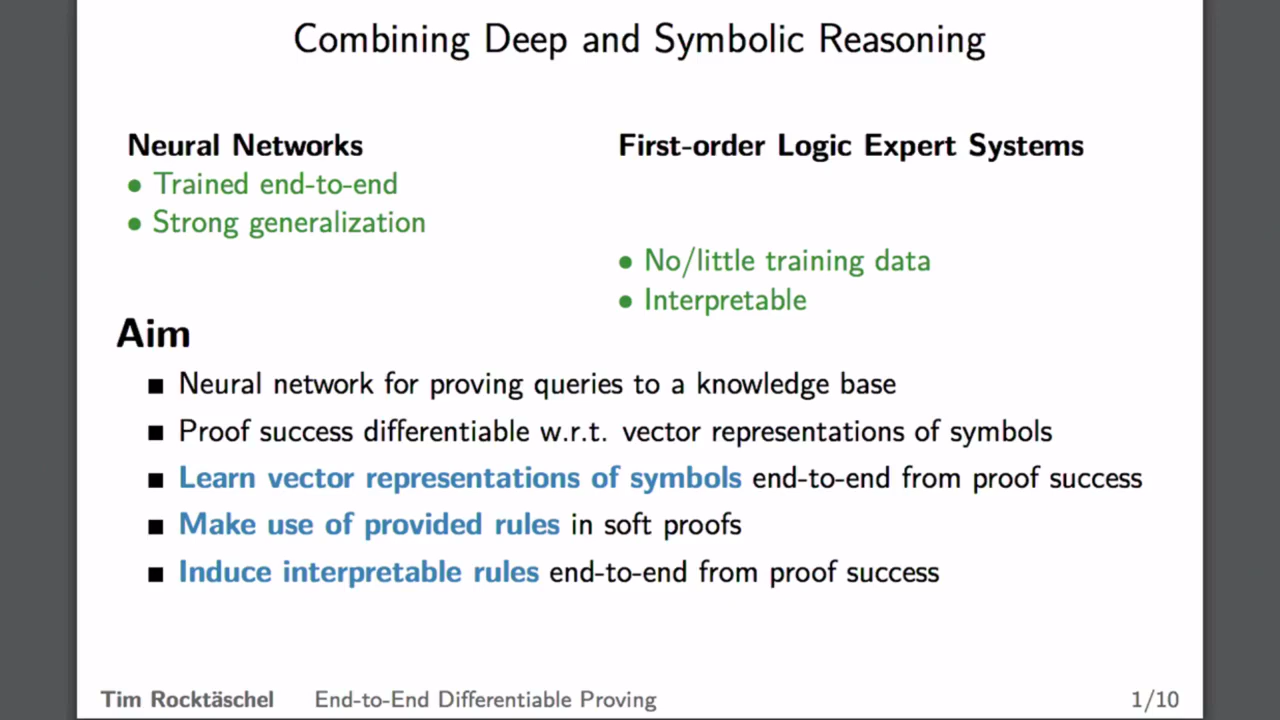 Combining Deep and Symbolic Reasoning
Neural Networks
• Trained end-to-end
• Strong generalization
First-order Logic Expert Systems
• No/little training data
• Interpretable
Aim
■ Neural network for proving queries to a knowledge base
■ Proof success differentiable w.r.t. vector representations of symbols
■ Learn vector representations of symbols end-to-end from proof success
■ Make use of provided rules in soft proofs
■ Induce interpretable rules end-to-end from proof success
Tim Rocktäschel End-to-End Differentiable Proving 1/10